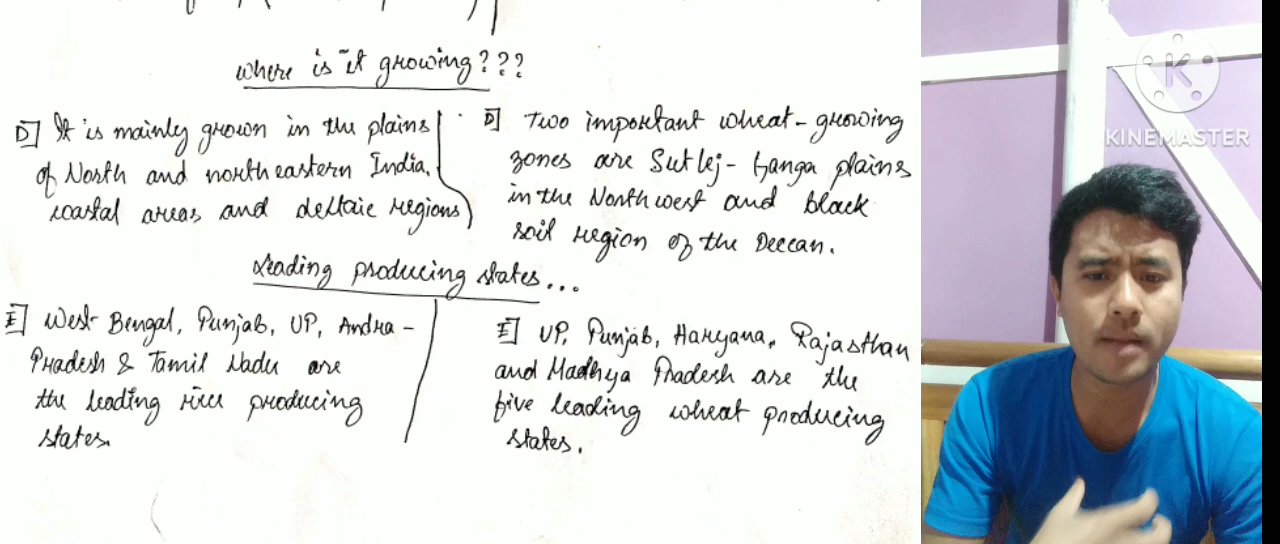 where is it growing???
D] It is mainly grown in the plains
of North and northeastern India,
coastal areas and deltaic regions
D] Two important wheat-growing
zones are Sutlej-Ganga plains
in the Northwest and black
soil region of the Deccan.
Leading producing states...
E] West Bengal, Punjab, UP, Andra-
Pradesh & Tamil Nadu are
the leading rice producing
states.
E] UP, Punjab, Haryana, Rajasthan
and Madhya Pradesh are the
five leading wheat producing
states.
K
KINEMASTER